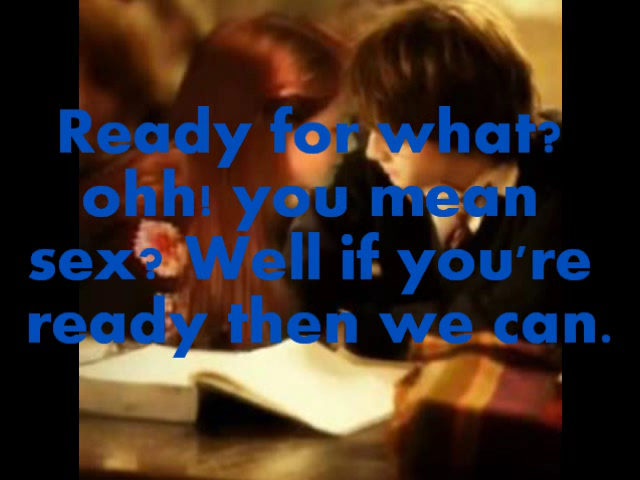 Ready for what?
ohh! you mean
sex? Well if you're
ready then we can.